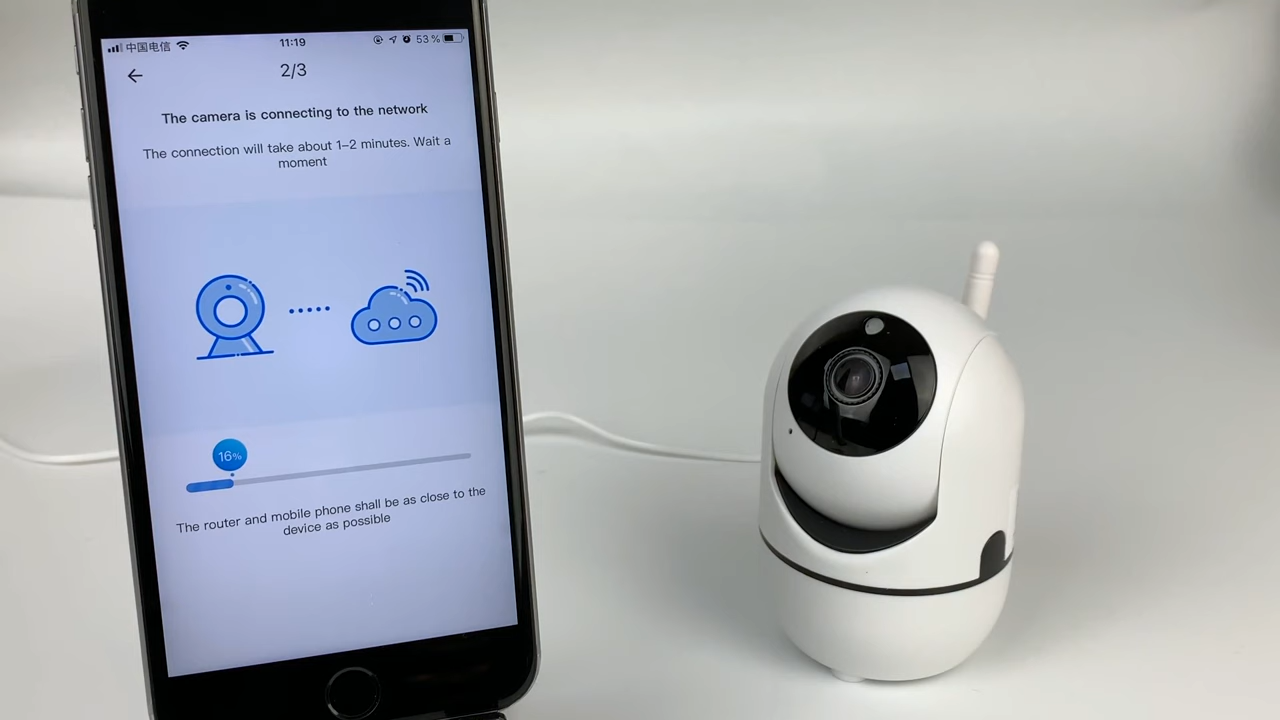 中国电信 11:19 53%
2/3
The camera is connecting to the network
The connection will take about 1–2 minutes. Wait a
moment
16%
The router and mobile phone shall be as close to the
device as possible